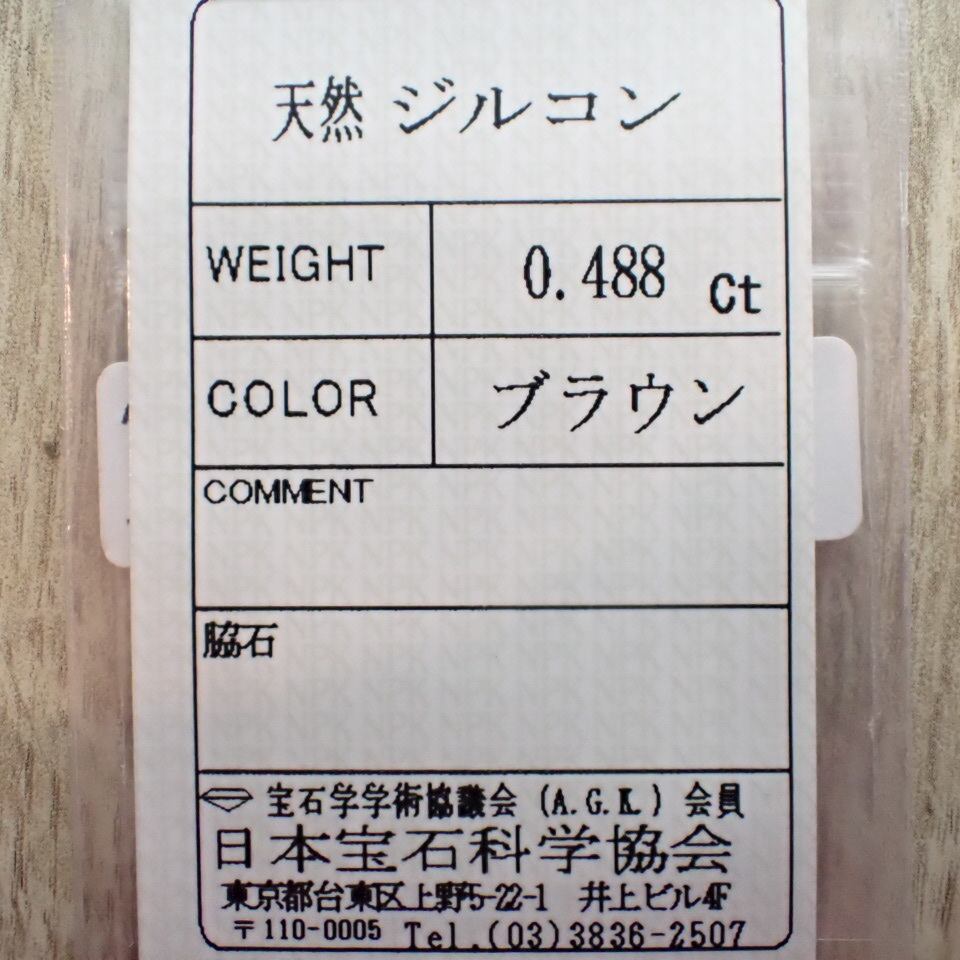 天然 ジルコン
WEIGHT 0.488 Ct
COLOR ブラウン
COMMENT
脇石
宝石学学術協議会 (A.G.K.) 会員
日本宝石科学協会
東京都台東区上野5-22-1 井上ビル4F
〒110-0005 Tel.(03)3836-2507